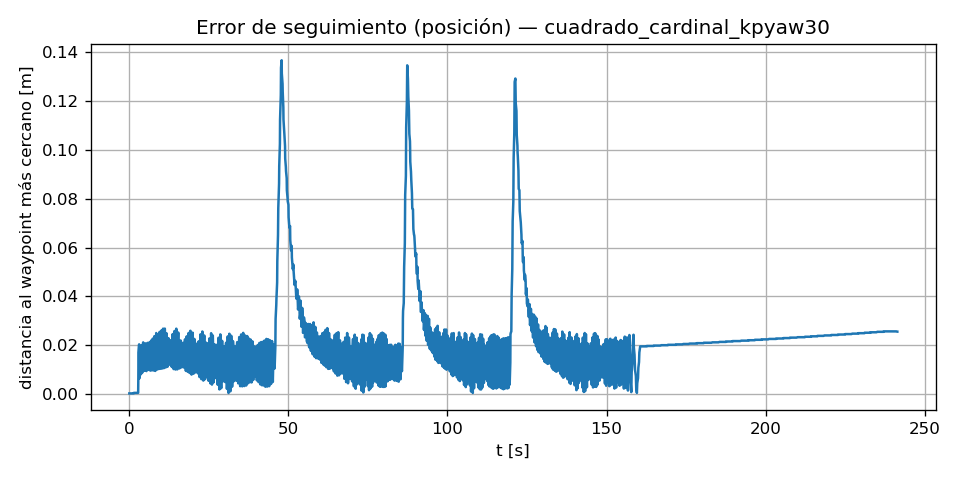 Error de seguimiento (posición) — cuadrado_cardinal_kpyaw30
distancia al waypoint más cercano [m]
0.14
0.12
0.10
0.08
0.06
0.04
0.02
0.00
0 50 100 150 200 250
t [s]